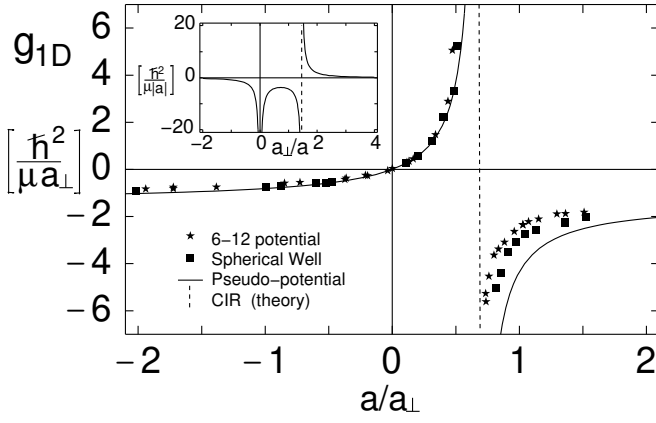 g1D
[ħ²/μa⊥]
6
4
2
0
−2
−4
−6
−2
−1
0
1
2
a/a⊥
20
0
−20
[ħ²/μ|a|]
−2
0
2
4
a⊥/a
6−12 potential
Spherical Well
Pseudo-potential
CIR (theory)